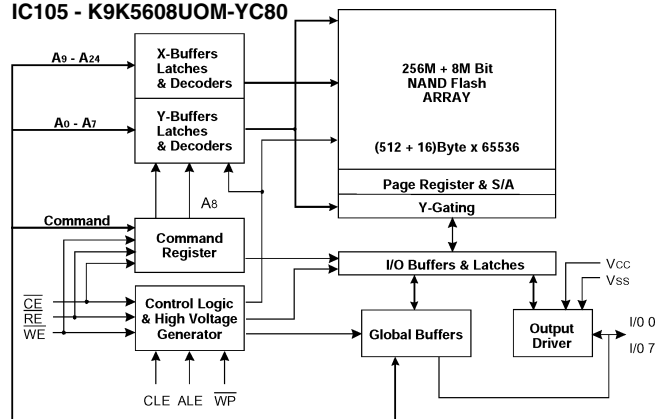 IC105 - K9K5608UOM-YC80
A9 - A24
X-Buffers
Latches
& Decoders
256M + 8M Bit
NAND Flash
ARRAY
A0 - A7
Y-Buffers
Latches
& Decoders
(512 + 16)Byte x 65536
Page Register & S/A
A8
Y-Gating
Command
Command
Register
I/O Buffers & Latches
VCC
VSS
CE
RE
WE
Control Logic
& High Voltage
Generator
Global Buffers
Output
Driver
I/0 0
I/0 7
CLE ALE WP